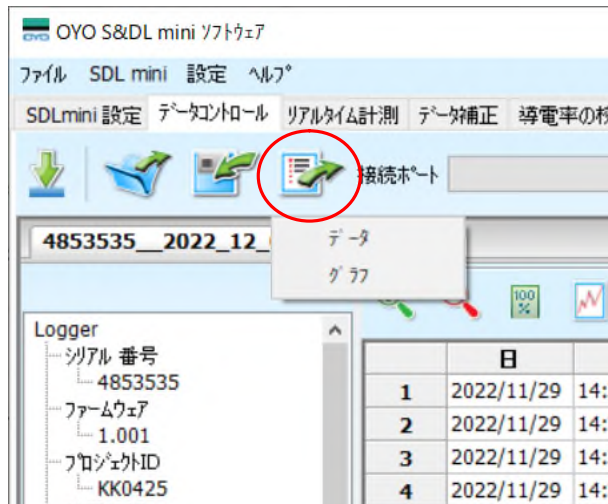 OYO S&DL mini ソフトウェア
ファイル SDL mini 設定 ヘルプ
SDLmini 設定 データコントロール リアルタイム計測 データ補正 導電率の
接続ポート
データ
グラフ
4853535__2022_12_
100 %
Logger
シリアル 番号
4853535
ファームウェア
1.001
プロジェクトID
KK0425
日
1 2022/11/29 14:
2 2022/11/29 14:
3 2022/11/29 14:
4 2022/11/29 14: